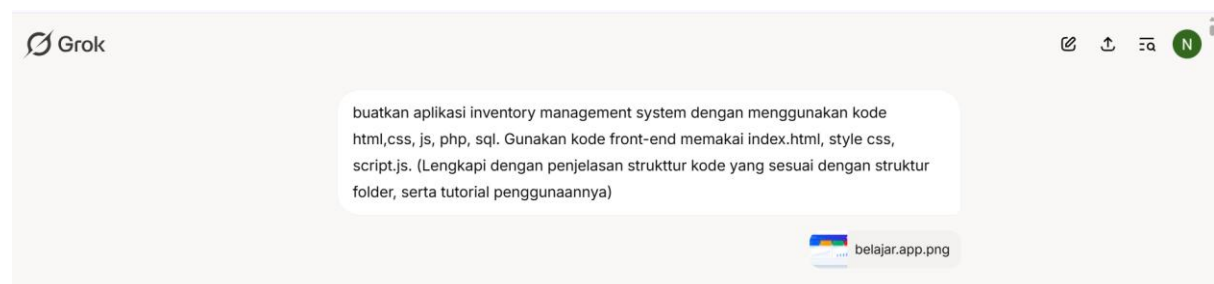 Grok
N
buatkan aplikasi inventory management system dengan menggunakan kode
html,css, js, php, sql. Gunakan kode front-end memakai index.html, style css,
script.js. (Lengkapi dengan penjelasan strukttur kode yang sesuai dengan struktur
folder, serta tutorial penggunaannya)
belajar.app.png